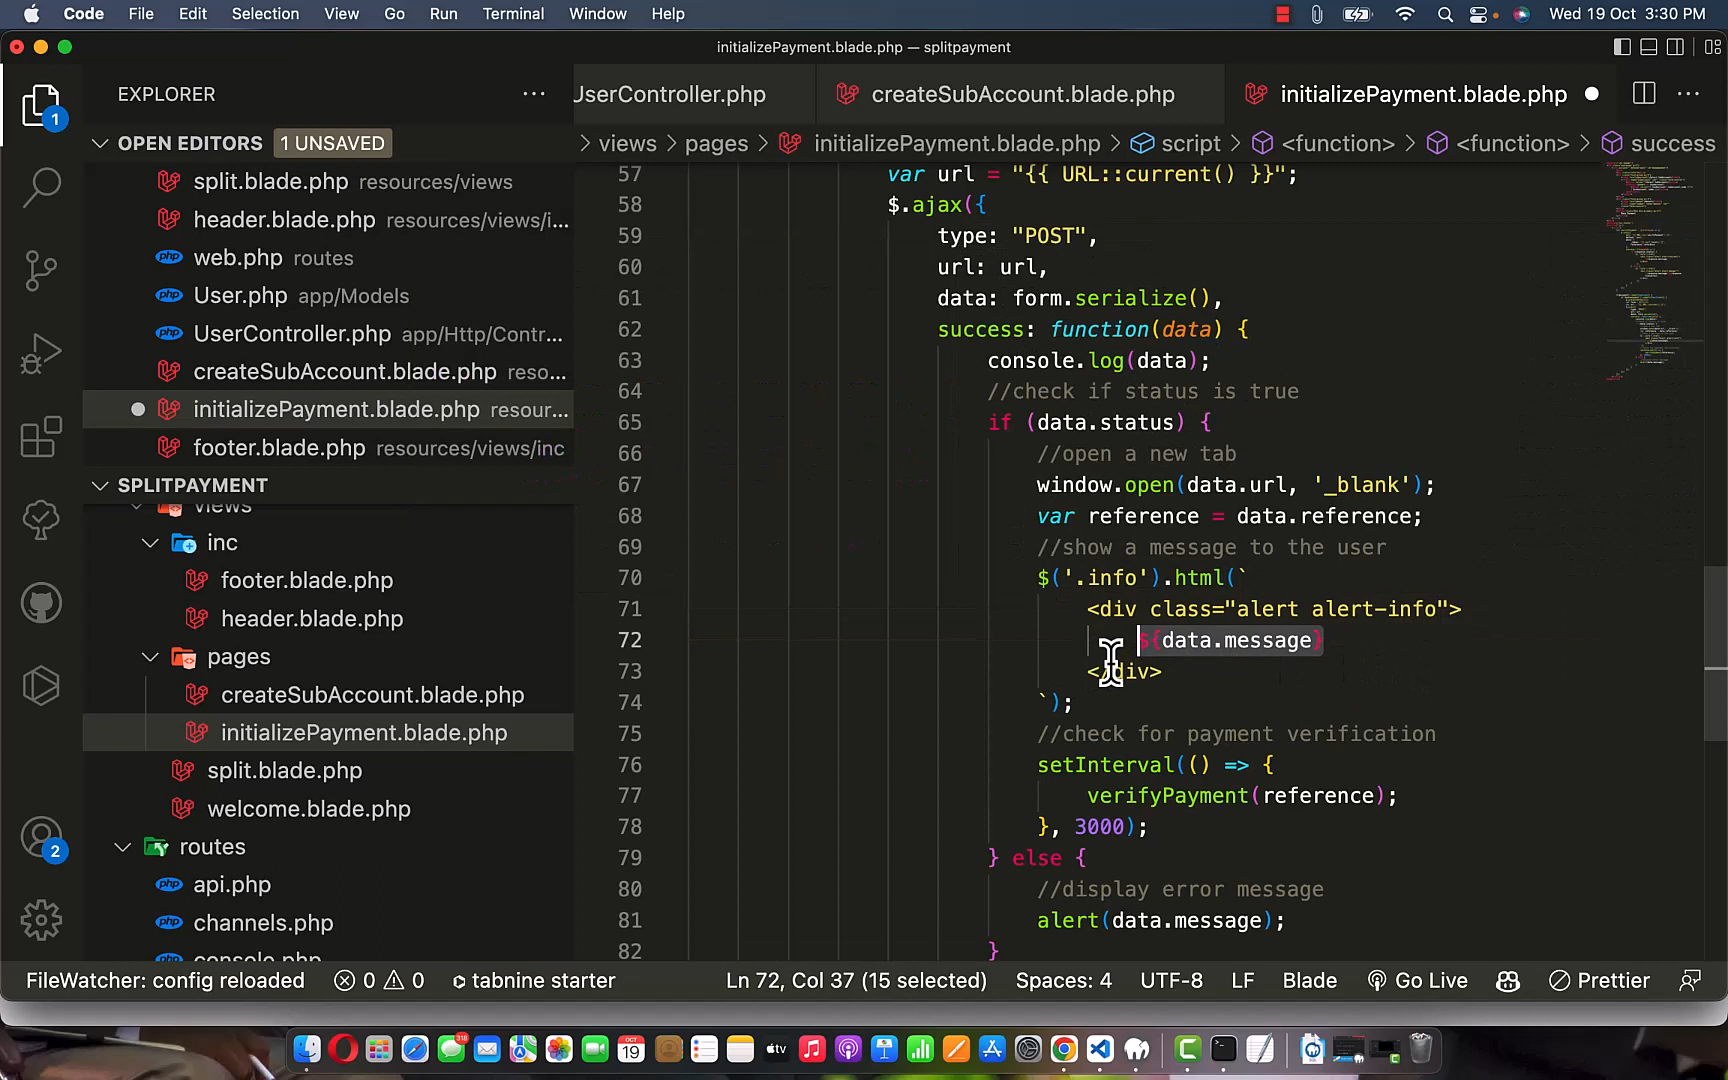 Code File Edit Selection View Go Run Terminal Window Help Wed 19 Oct 3:30 PM
initializePayment.blade.php — splitpayment
EXPLORER
UserController.php createSubAccount.blade.php initializePayment.blade.php
OPEN EDITORS 1 UNSAVED
views > pages > initializePayment.blade.php > script > <function> > <function> > success
split.blade.php resources/views
header.blade.php resources/views/i...
web.php routes
User.php app/Models
UserController.php app/Http/Contr...
createSubAccount.blade.php reso...
initializePayment.blade.php resour...
footer.blade.php resources/views/inc
SPLITPAYMENT
views
inc
footer.blade.php
header.blade.php
pages
createSubAccount.blade.php
initializePayment.blade.php
split.blade.php
welcome.blade.php
routes
api.php
channels.php
console.php
57 var url = "{{ URL::current() }}";
58 $.ajax({
59 type: "POST",
60 url: url,
61 data: form.serialize(),
62 success: function(data) {
63 console.log(data);
64 //check if status is true
65 if (data.status) {
66 //open a new tab
67 window.open(data.url, '_blank');
68 var reference = data.reference;
69 //show a message to the user
70 $('.info').html(`
71 <div class="alert alert-info">
72 ${data.message}
73 </div>
74 `);
75 //check for payment verification
76 setInterval(() => {
77 verifyPayment(reference);
78 }, 3000);
79 } else {
80 //display error message
81 alert(data.message);
82 }
1
2
FileWatcher: config reloaded 0 0 tabnine starter Ln 72, Col 37 (15 selected) Spaces: 4 UTF-8 LF Blade Go Live Prettier
318
OCT
19
tv